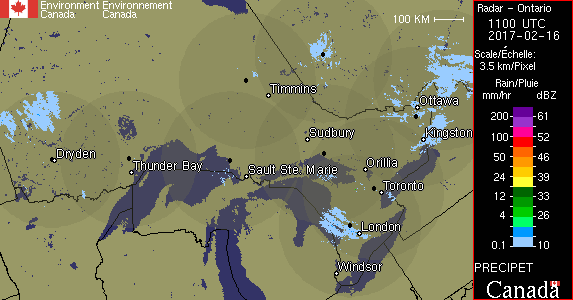 Environment Environnement
Canada Canada
100 KM
Timmins
Ottawa
Sudbury
Kingston
Dryden
Thunder Bay
Sault Ste. Marie
Orillia
Toronto
London
Windsor
Radar - Ontario
1100 UTC
2017-02-16
Scale/Échelle:
3.5 km/Pixel
Rain/Pluie
mm/hr dBZ
200 61
100 52
50 46
24 39
12 33
4 26
0.1 10
PRECIPET
Canada